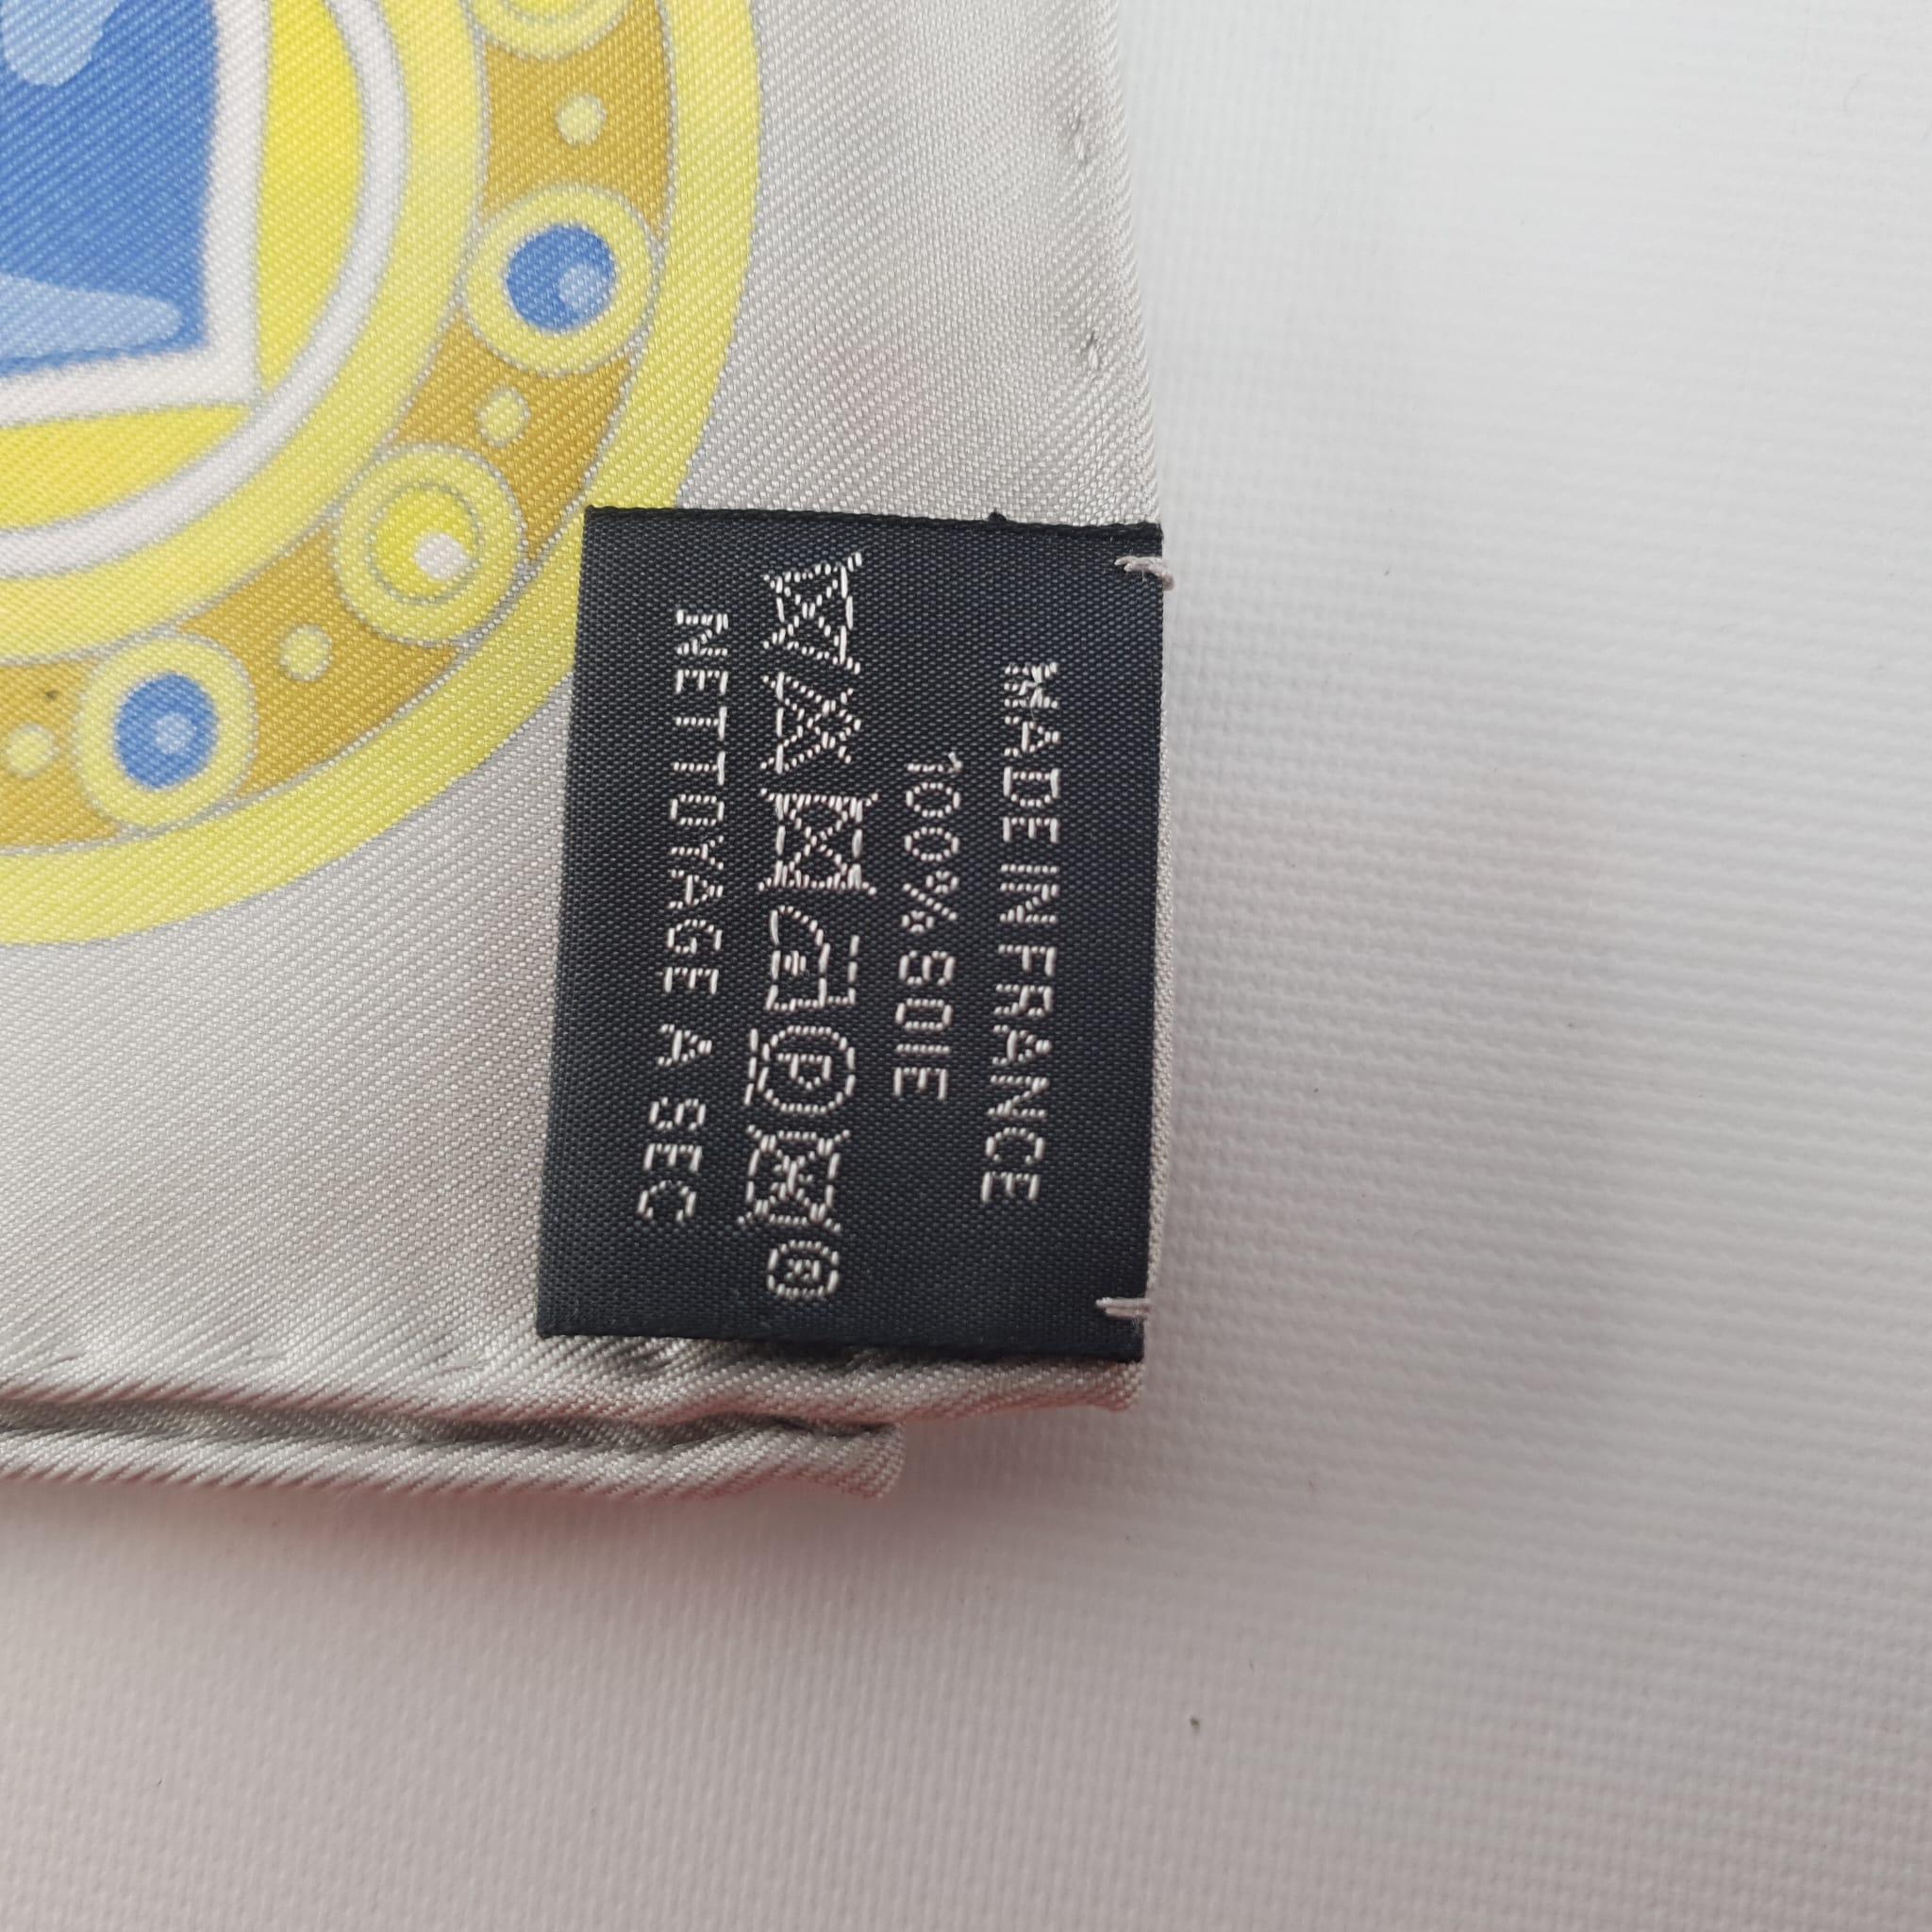 MADE IN FRANCE
100% SOIE
P ®
NETTOYAGE A SEC